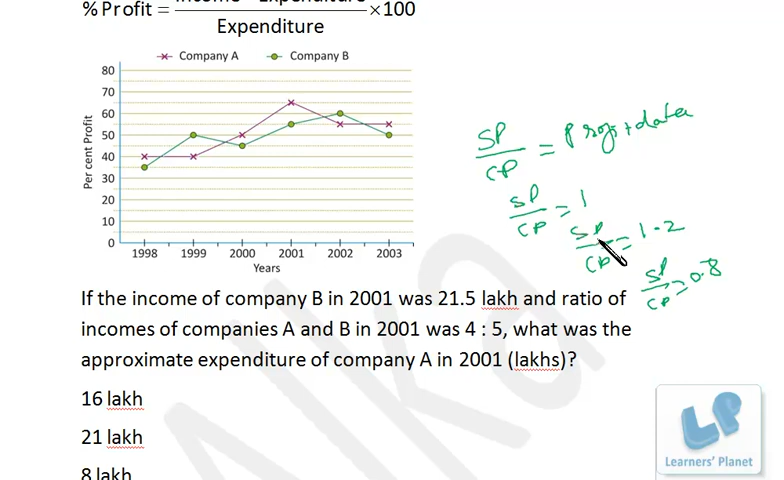 % Profit = Expenditure × 100
Company A Company B
80
70
60
50
40
30
20
10
0
Per cent Profit
1998 1999 2000 2001 2002 2003
Years
SP/CP = Profit data
SP/CP = 1
SP/CP = 1.2
SP/CP = 0.8
If the income of company B in 2001 was 21.5 lakh and ratio of
incomes of companies A and B in 2001 was 4 : 5, what was the
approximate expenditure of company A in 2001 (lakhs)?
16 lakh
21 lakh
8 lakh
Alka
LP
Learners' Planet